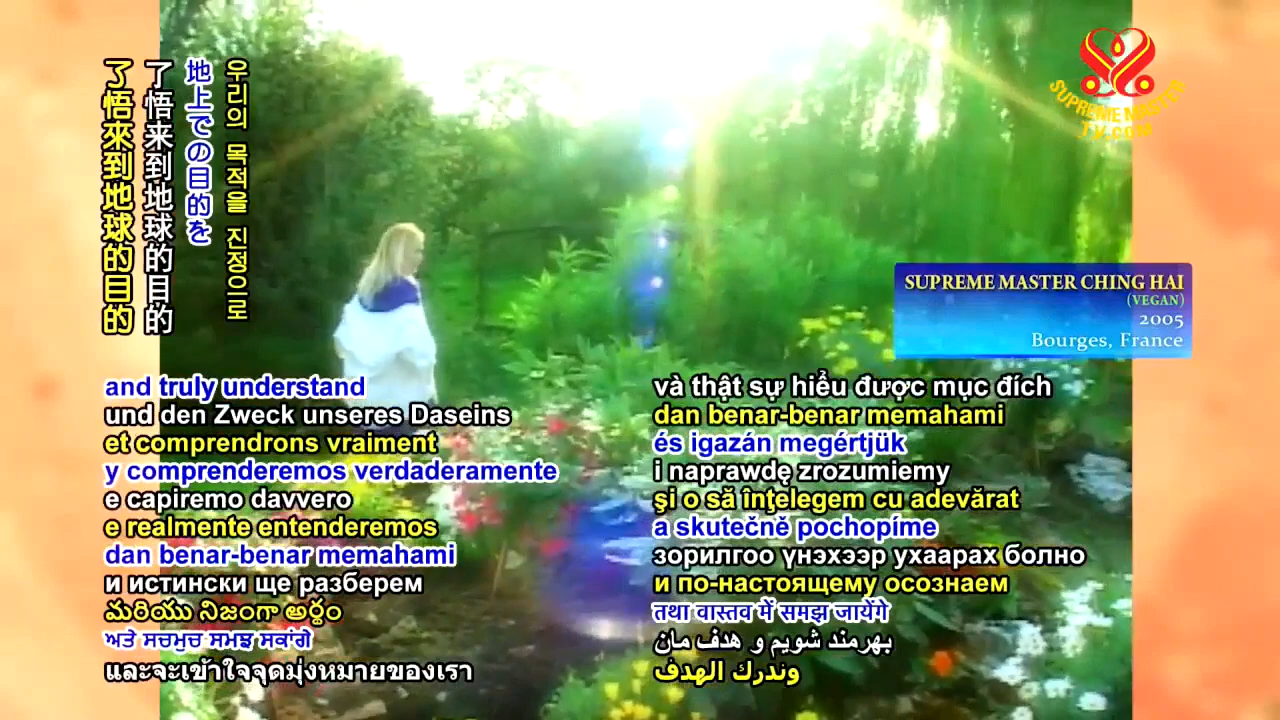 了悟來到地球的目的
了悟来到地球的目的
地上での目的を
우리의 목적을 진정으로
SUPREME MASTER
TV.COM
SUPREME MASTER CHING HAI
(VEGAN)
2005
Bourges, France
and truly understand
und den Zweck unseres Daseins
et comprendrons vraiment
y comprenderemos verdaderamente
e capiremo davvero
e realmente entenderemos
dan benar-benar memahami
и истински ще разберем
మరియు నిజంగా అర్థం
ਅਤੇ ਸਚਮੁਚ ਸਮਝ ਸਕਾਂਗੇ
และจะเข้าใจจุดมุ่งหมายของเรา
và thật sự hiểu được mục đích
dan benar-benar memahami
és igazán megértjük
i naprawdę zrozumiemy
şi o să înţelegem cu adevărat
a skutečně pochopíme
зорилгоо үнэхээр ухаарах болно
и по-настоящему осознаем
तथा वास्तव में समझ जायेंगे
بهرمند شويم و هدف مان
وندرك الهدف